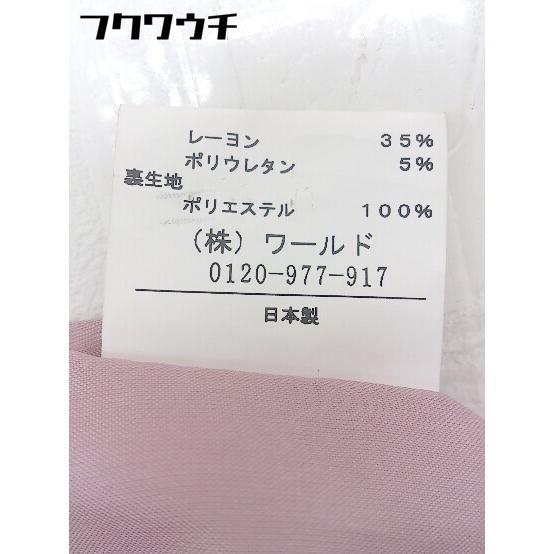 フクワウチ
レーヨン 35%
ポリウレタン 5%
裏生地
ポリエステル 100%
(株) ワールド
0120-977-917
日本製